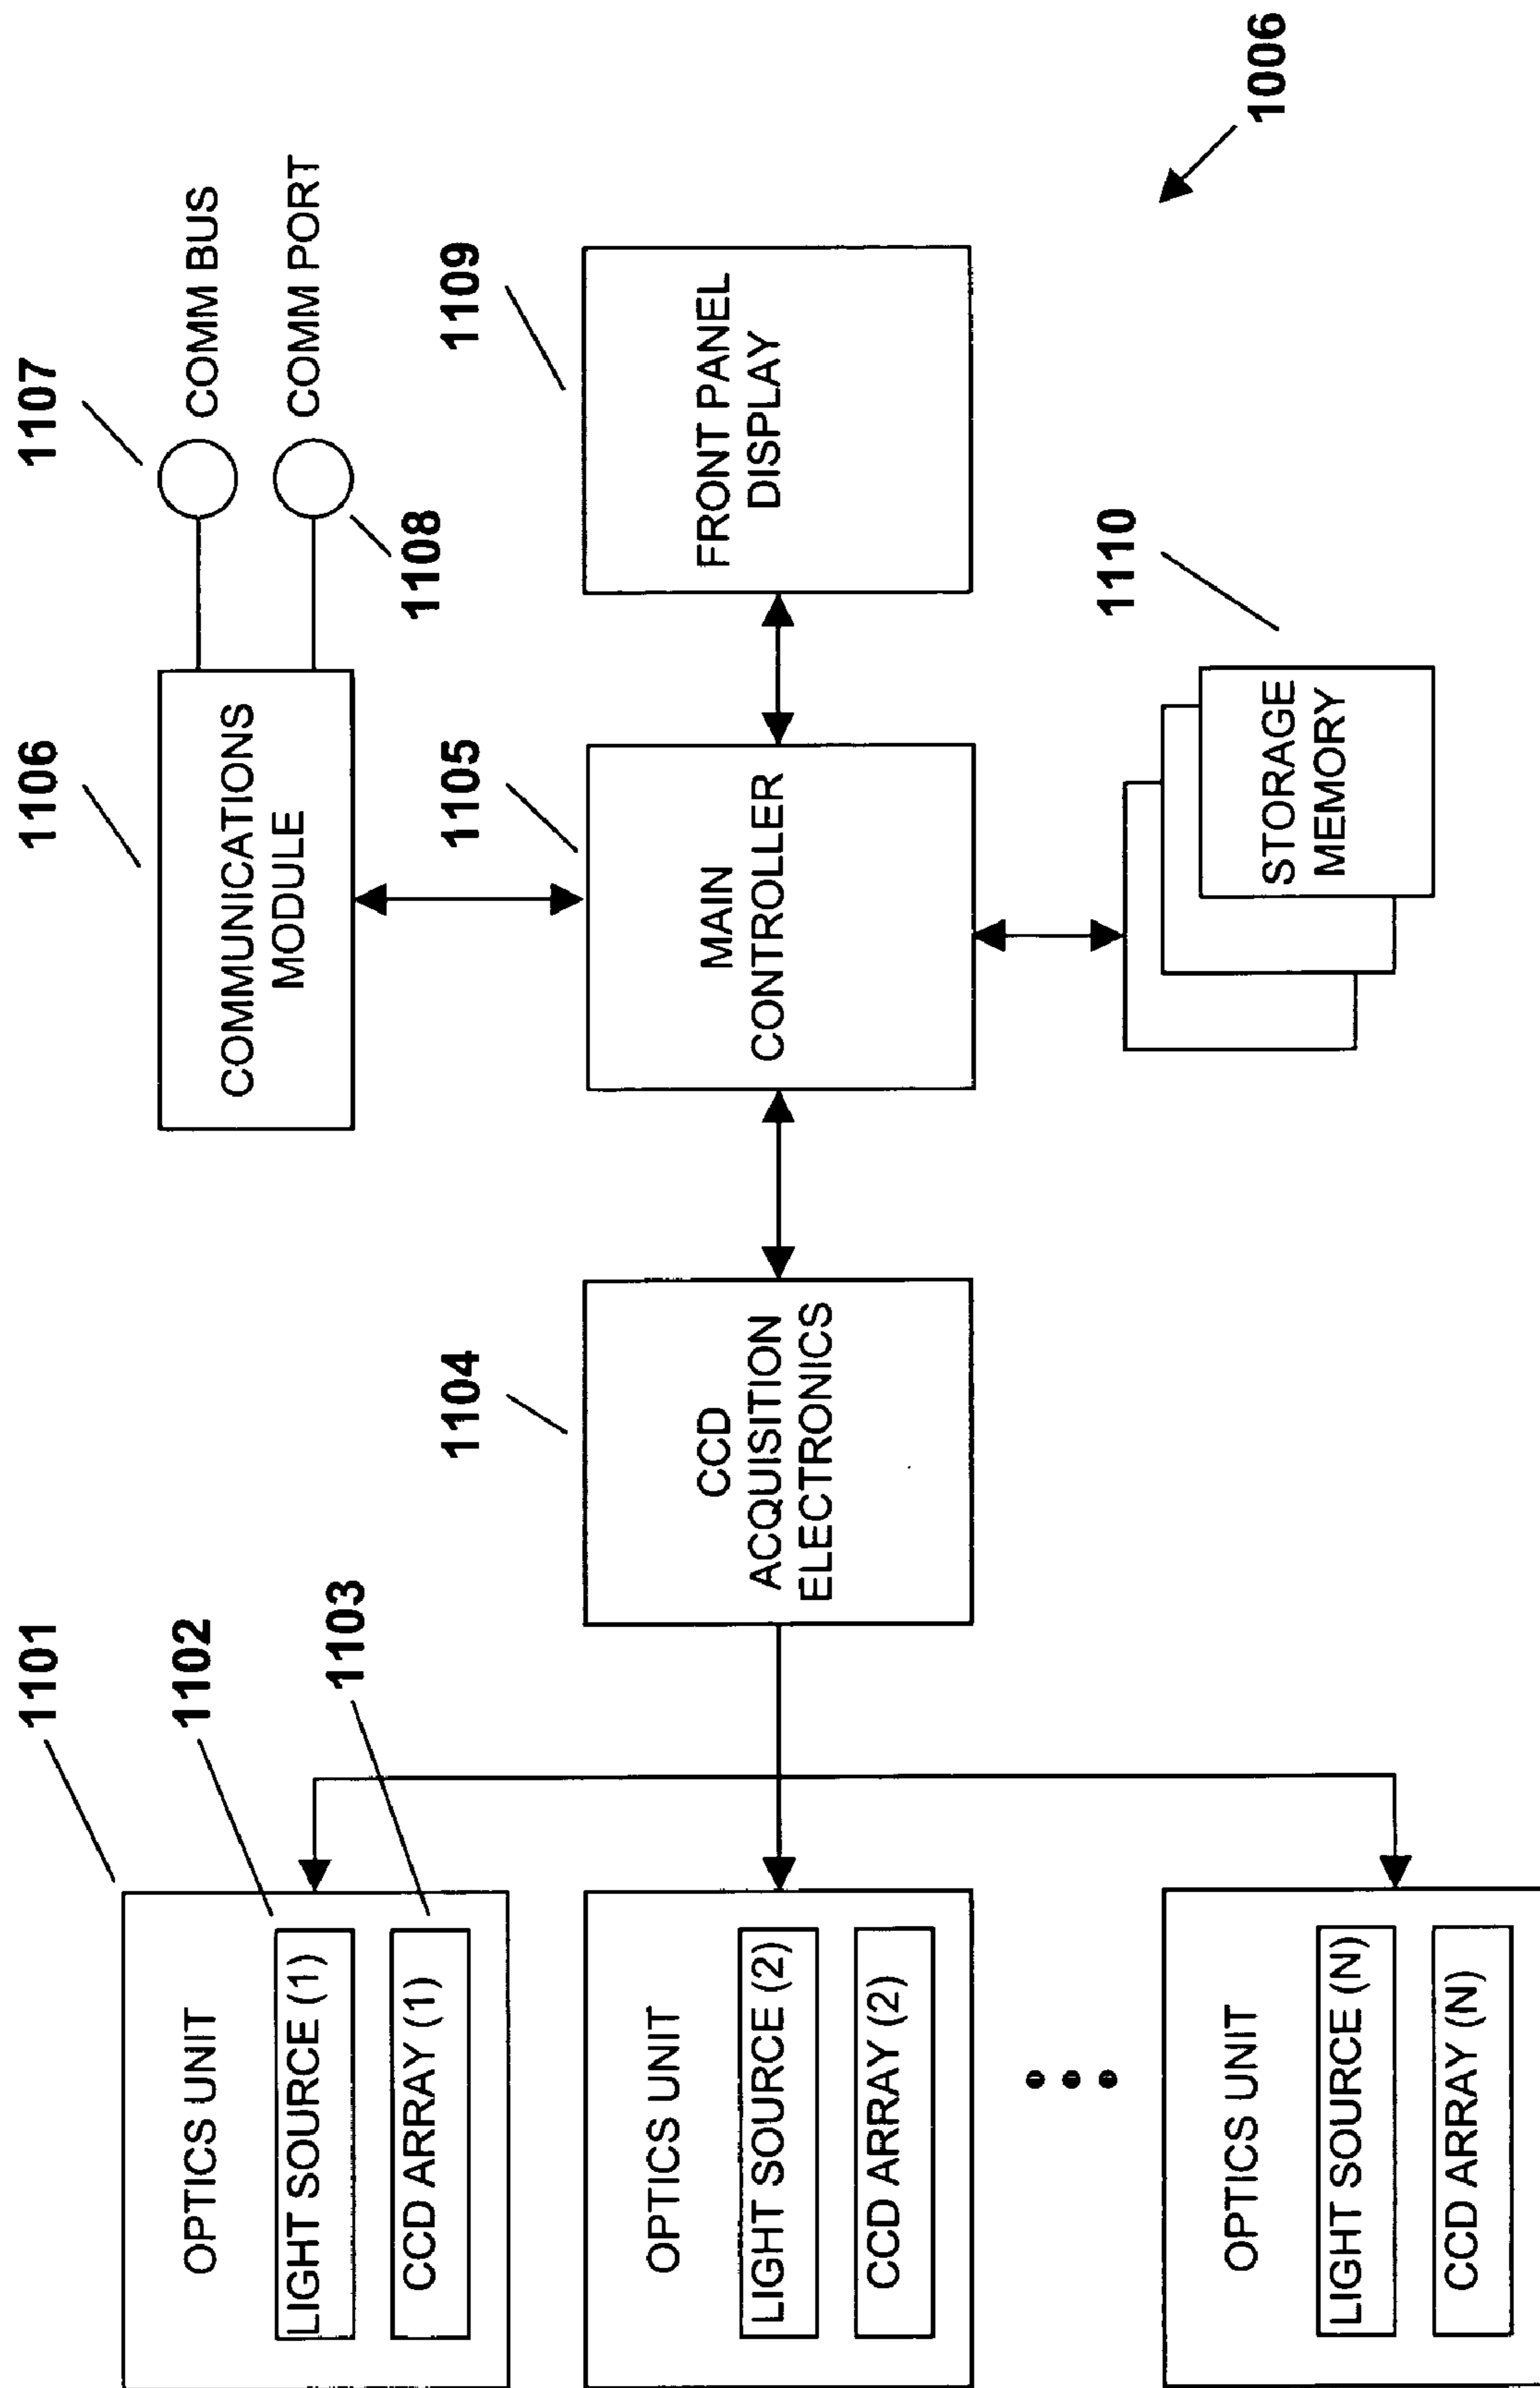 1101
1102
1103
OPTICS UNIT
LIGHT SOURCE (1)
CCD ARRAY (1)
OPTICS UNIT
LIGHT SOURCE (2)
CCD ARRAY (2)
OPTICS UNIT
LIGHT SOURCE (N)
CCD ARRAY (N)
1104
CCD
ACQUISITION
ELECTRONICS
1106
COMMUNICATIONS
MODULE
1107
COMM BUS
COMM PORT
1108
1105
MAIN
CONTROLLER
1109
FRONT PANEL
DISPLAY
1110
STORAGE
MEMORY
1006